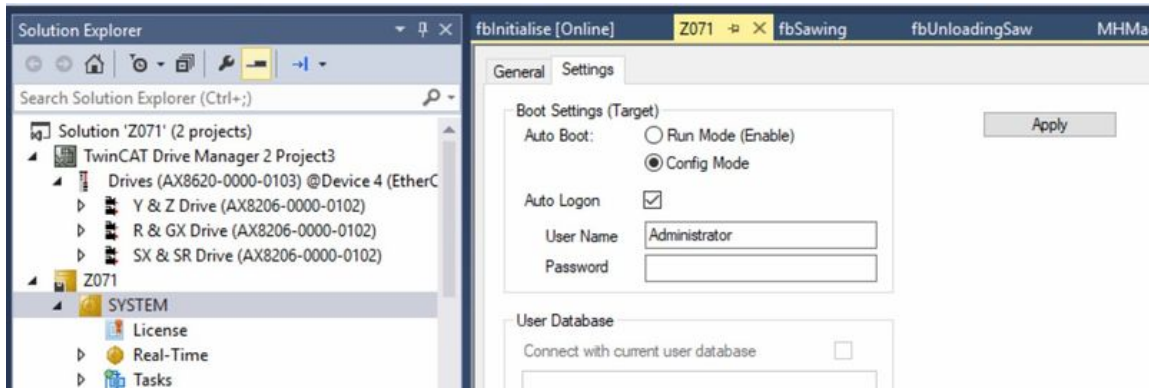 Solution Explorer
Search Solution Explorer (Ctrl+;)
Solution 'Z071' (2 projects)
TwinCAT Drive Manager 2 Project3
Drives (AX8620-0000-0103) @Device 4 (EtherC
Y & Z Drive (AX8206-0000-0102)
R & GX Drive (AX8206-0000-0102)
SX & SR Drive (AX8206-0000-0102)
Z071
SYSTEM
License
Real-Time
Tasks
fbInitialise [Online] Z071 fbSawing fbUnloadingSaw MHMa
General Settings
Boot Settings (Target)
Auto Boot: Run Mode (Enable)
Config Mode
Apply
Auto Logon
User Name Administrator
Password
User Database
Connect with current user database